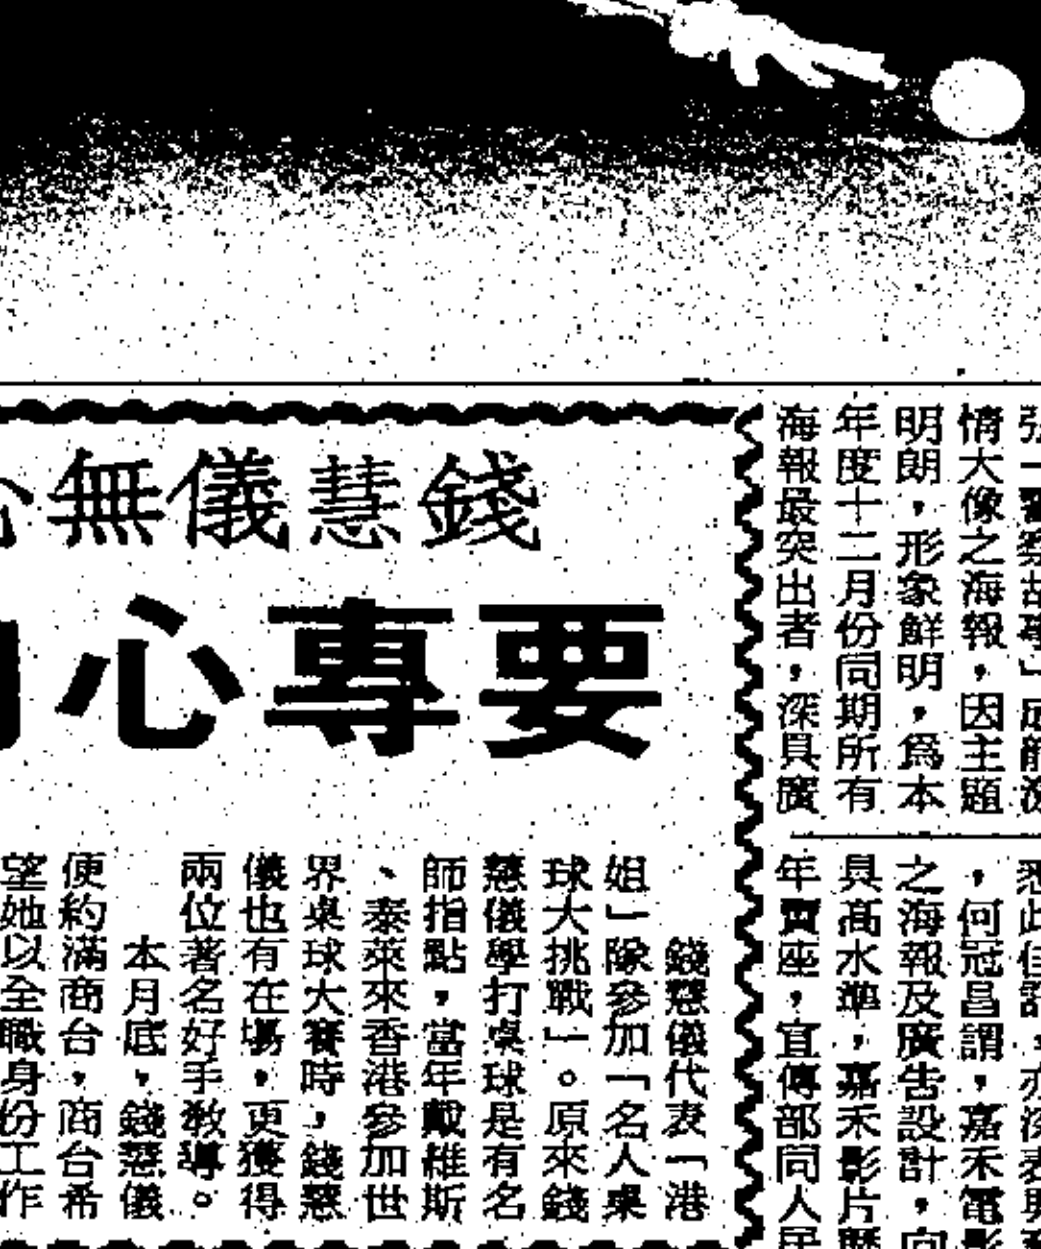 情大像之海報，因主題
明朗，形象鮮明，爲本
年度十二月份同期所有
海報最突出者，深具廣
，何冠昌謂，嘉禾電影
之海報及廣告設計，向
具高水準，嘉禾影片歷
年賣座，宣傳部同人居
錢慧儀無心
要專心
錢慧儀代表「港
姐」隊參加「名人桌
球大挑戰」。原來錢
慧儀學打桌球是有名
師指點，當年戴維斯
、泰萊來香港參加世
界桌球大賽時，錢慧
儀也有在場，更獲得
兩位著名好手教導。
本月底，錢慧儀
便約滿商台，商台希
望她以全職身份工作